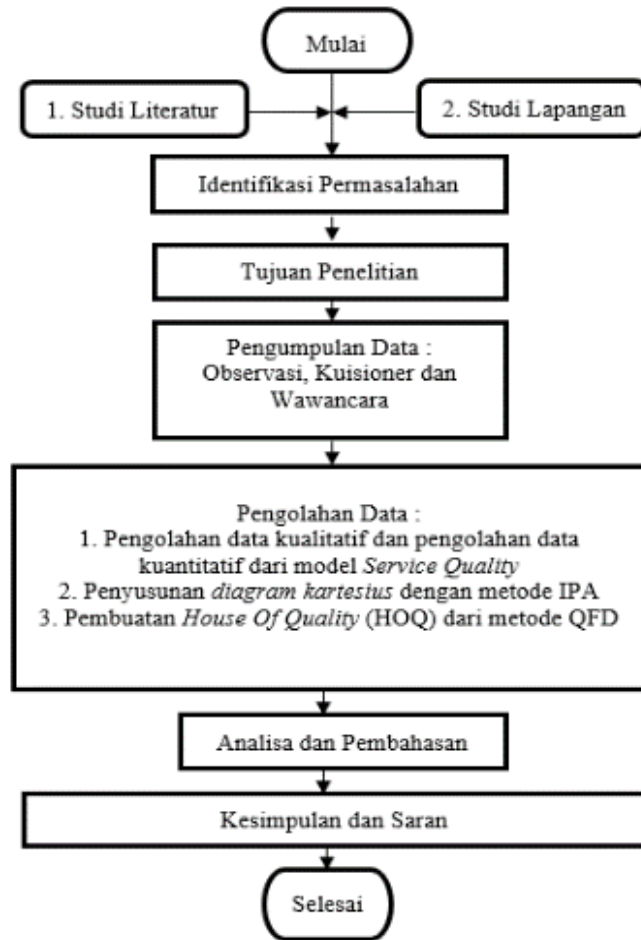 Mulai
1. Studi Literatur
2. Studi Lapangan
Identifikasi Permasalahan
Tujuan Penelitian
Pengumpulan Data :
Observasi, Kuisioner dan
Wawancara
Pengolahan Data :
1. Pengolahan data kualitatif dan pengolahan data
kuantitatif dari model Service Quality
2. Penyusunan diagram kartesius dengan metode IPA
3. Pembuatan House Of Quality (HOQ) dari metode QFD
Analisa dan Pembahasan
Kesimpulan dan Saran
Selesai